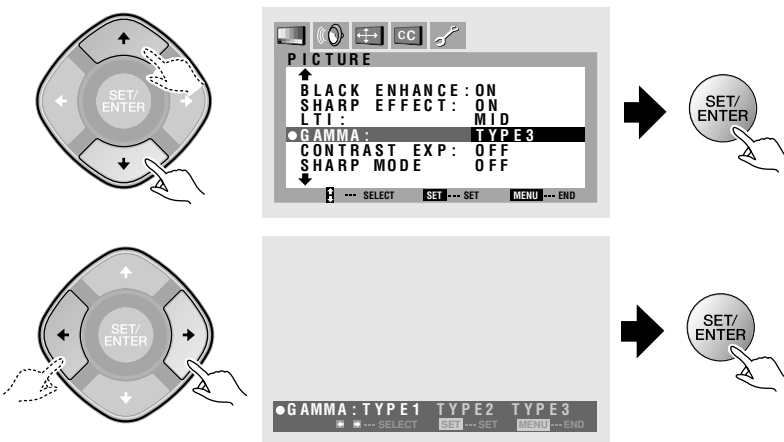 SET/
ENTER
CC
PICTURE
BLACK ENHANCE: ON
SHARP EFFECT: ON
LTI: MID
●GAMMA: TYPE3
CONTRAST EXP: OFF
SHARP MODE OFF
--- SELECT SET --- SET MENU --- END
SET/
ENTER
SET/
ENTER
●GAMMA:TYPE1 TYPE2 TYPE3
--- SELECT SET --- SET MENU --- END
SET/
ENTER